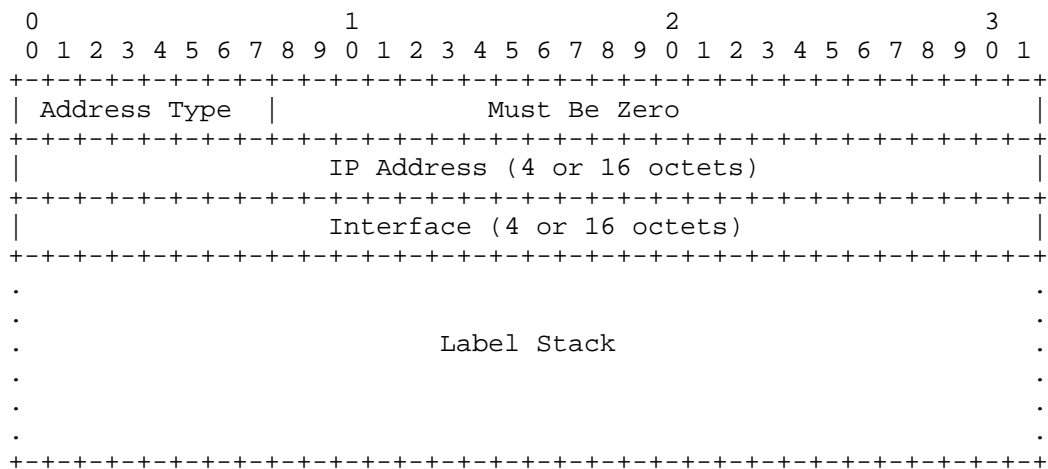 0                   1                   2                   3
 0 1 2 3 4 5 6 7 8 9 0 1 2 3 4 5 6 7 8 9 0 1 2 3 4 5 6 7 8 9 0 1
+-+-+-+-+-+-+-+-+-+-+-+-+-+-+-+-+-+-+-+-+-+-+-+-+-+-+-+-+-+-+-+-+
| Address Type  |             Must Be Zero                      |
+-+-+-+-+-+-+-+-+-+-+-+-+-+-+-+-+-+-+-+-+-+-+-+-+-+-+-+-+-+-+-+-+
|                   IP Address (4 or 16 octets)                 |
+-+-+-+-+-+-+-+-+-+-+-+-+-+-+-+-+-+-+-+-+-+-+-+-+-+-+-+-+-+-+-+-+
|                   Interface (4 or 16 octets)                  |
+-+-+-+-+-+-+-+-+-+-+-+-+-+-+-+-+-+-+-+-+-+-+-+-+-+-+-+-+-+-+-+-+
.                                                               .
.                                                               .
.                          Label Stack                          .
.                                                               .
.                                                               .
.                                                               .
+-+-+-+-+-+-+-+-+-+-+-+-+-+-+-+-+-+-+-+-+-+-+-+-+-+-+-+-+-+-+-+-+